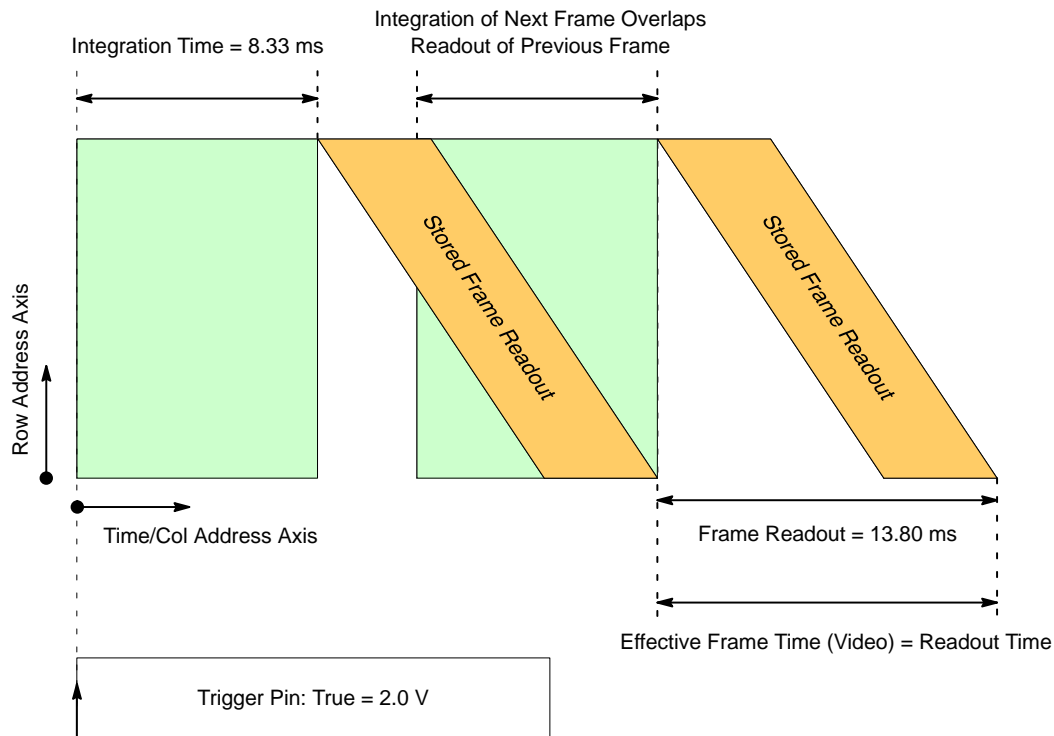 Integration of Next Frame Overlaps
Readout of Previous Frame
Integration Time = 8.33 ms
Stored Frame Readout
Stored Frame Readout
Row Address Axis
Time/Col Address Axis
Frame Readout = 13.80 ms
Effective Frame Time (Video) = Readout Time
Trigger Pin: True = 2.0 V